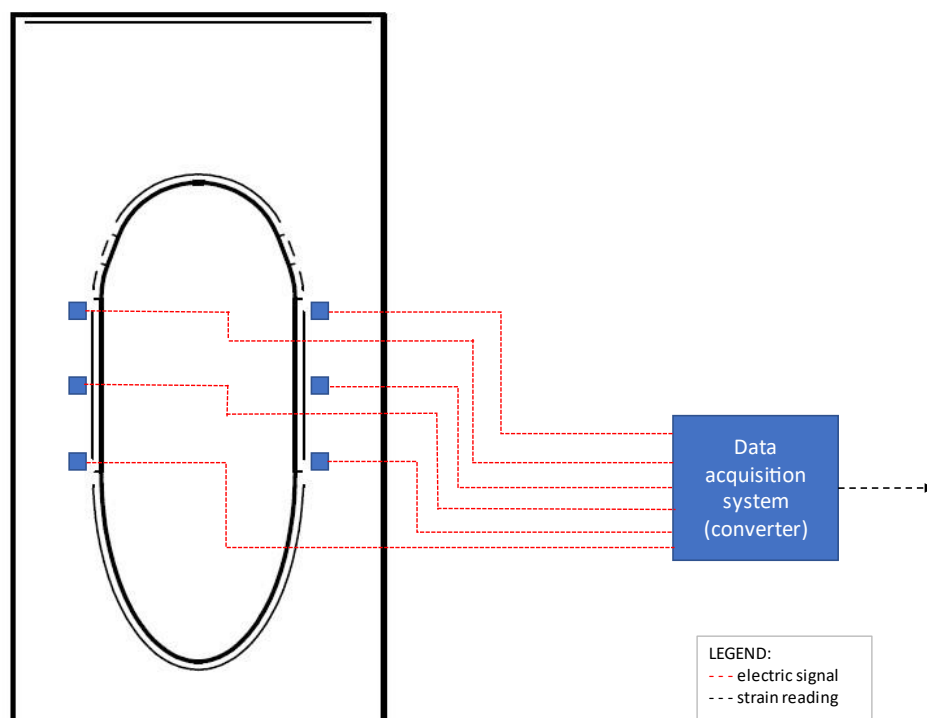 Data
acquisition
system
(converter)
LEGEND:
- - - electric signal
- - - strain reading